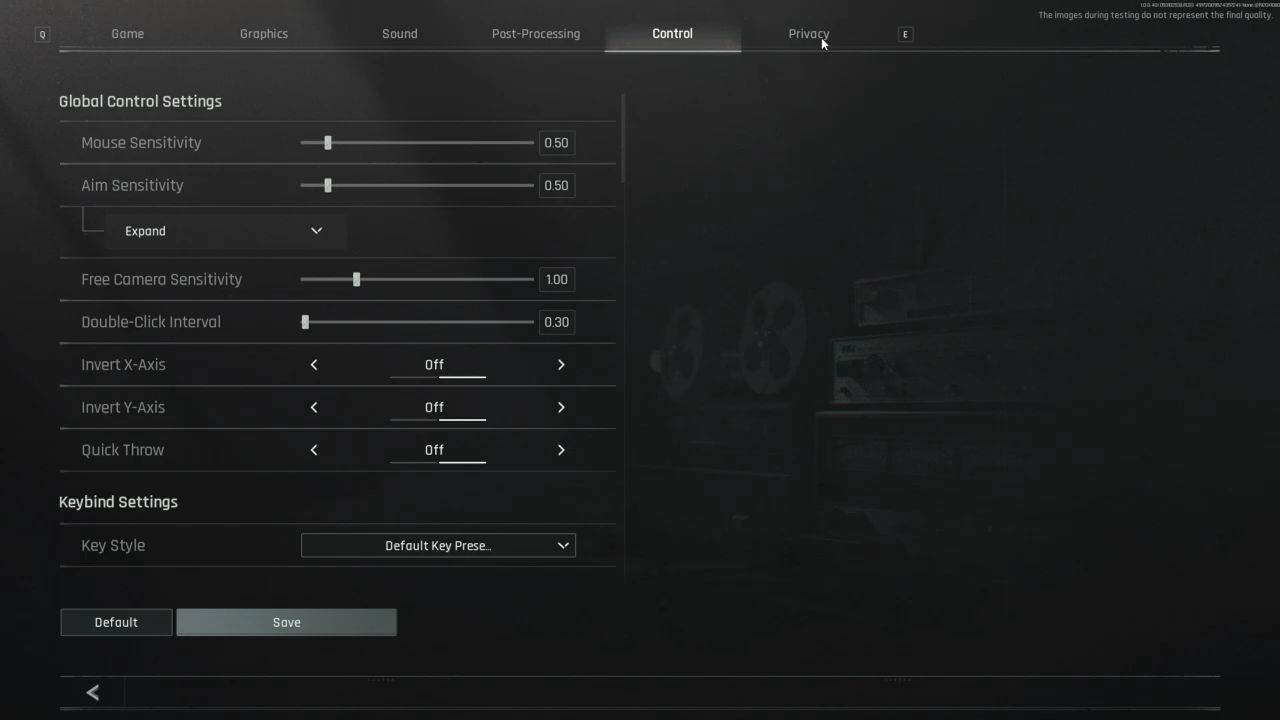 The images during testing do not represent the final quality.
Q Game Graphics Sound Post-Processing Control Privacy E
Global Control Settings
Mouse Sensitivity 0.50
Aim Sensitivity 0.50
Expand
Free Camera Sensitivity 1.00
Double-Click Interval 0.30
Invert X-Axis Off
Invert Y-Axis Off
Quick Throw Off
Keybind Settings
Key Style Default Key Prese...
Default Save